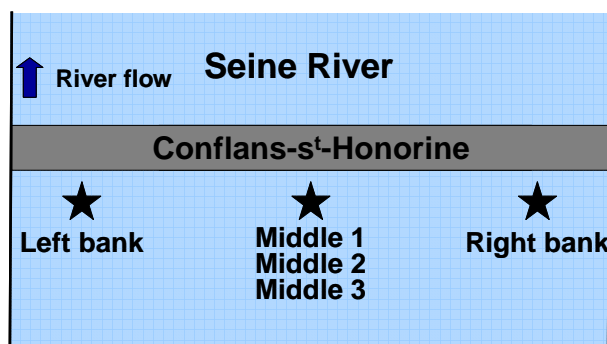 Seine River
River flow
Conflans-sᵗ-Honorine
Left bank
Middle 1
Right bank
Middle 2
Middle 3